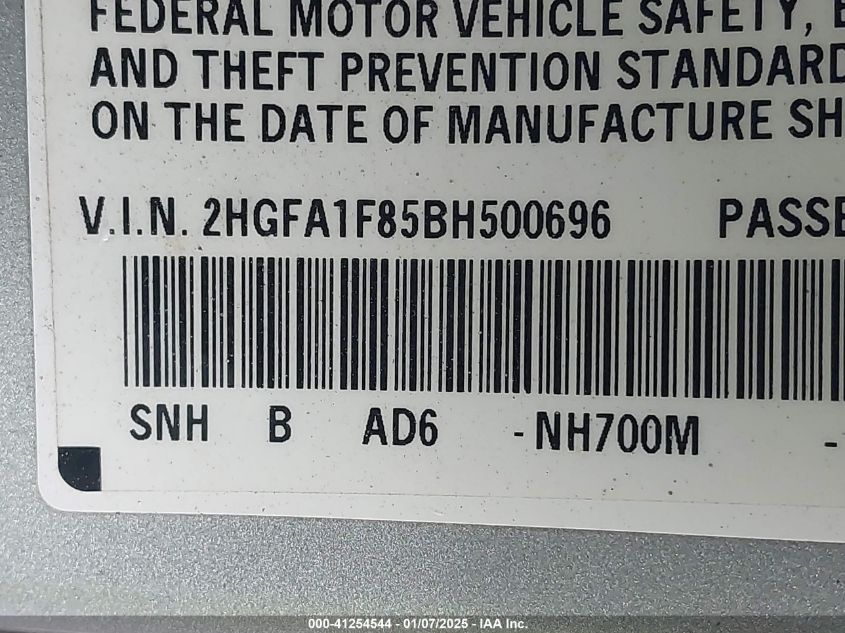 FEDERAL MOTOR VEHICLE SAFETY,
AND THEFT PREVENTION STANDARD
ON THE DATE OF MANUFACTURE SH
V.I.N. 2HGFA1F85BH500696 PASSE
SNH B AD6 -NH700M -
000-41254544 - 01/07/2025 - IAA Inc.